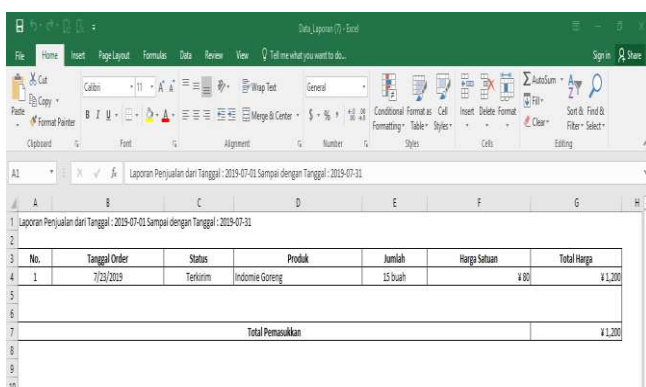 Data_Laporan (7) - Excel
File Home Insert Page Layout Formulas Data Review View Tell me what you want to do... Sign in Share
Cut
Copy
Format Painter
Paste
Calibri 11
B I U
Wrap Text
Merge & Center
General
$ % ,
Conditional Formatting
Format as Table
Cell Styles
Insert Delete Format
AutoSum
Fill
Clear
Sort & Filter
Find & Select
Clipboard Font Alignment Number Styles Cells Editing
A1 fx Laporan Penjualan dari Tanggal : 2019-07-01 Sampai dengan Tanggal : 2019-07-31
A B C D E F G H
1 Laporan Penjualan dari Tanggal : 2019-07-01 Sampai dengan Tanggal : 2019-07-31
2
3 No. Tanggal Order Status Produk Jumlah Harga Satuan Total Harga
4 1 7/23/2019 Terkirim Indomie Goreng 15 buah ¥ 80 ¥ 1,200
5
6
7 Total Pemasukkan ¥ 1,200
8
9
10